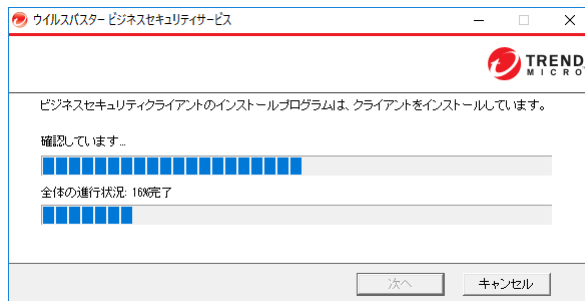 ウイルスバスター ビジネスセキュリティサービス
TREND
MICRO
ビジネスセキュリティクライアントのインストールプログラムは、クライアントをインストールしています。
確認しています...
全体の進行状況: 16%完了
次へ
キャンセル